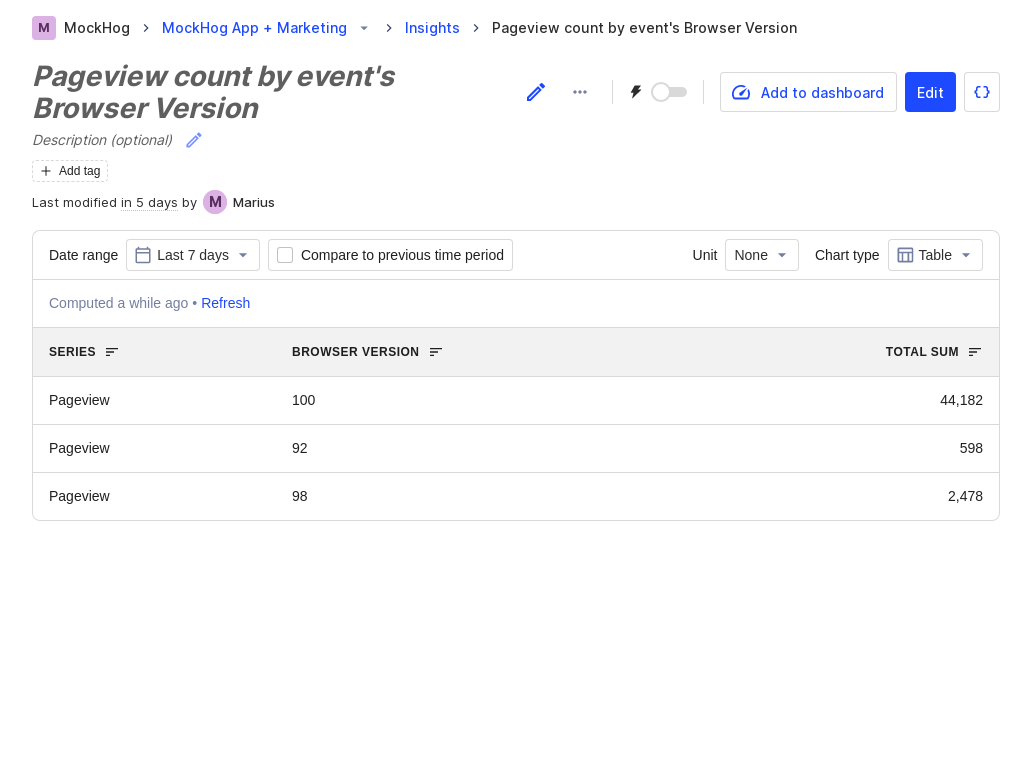 M MockHog > MockHog App + Marketing > Insights > Pageview count by event's Browser Version
Pageview count by event's
Browser Version
Add to dashboard Edit {}
Description (optional)
+ Add tag
Last modified in 5 days by M Marius
Date range Last 7 days Compare to previous time period Unit None Chart type Table
Computed a while ago • Refresh
SERIES BROWSER VERSION TOTAL SUM
Pageview 100 44,182
Pageview 92 598
Pageview 98 2,478